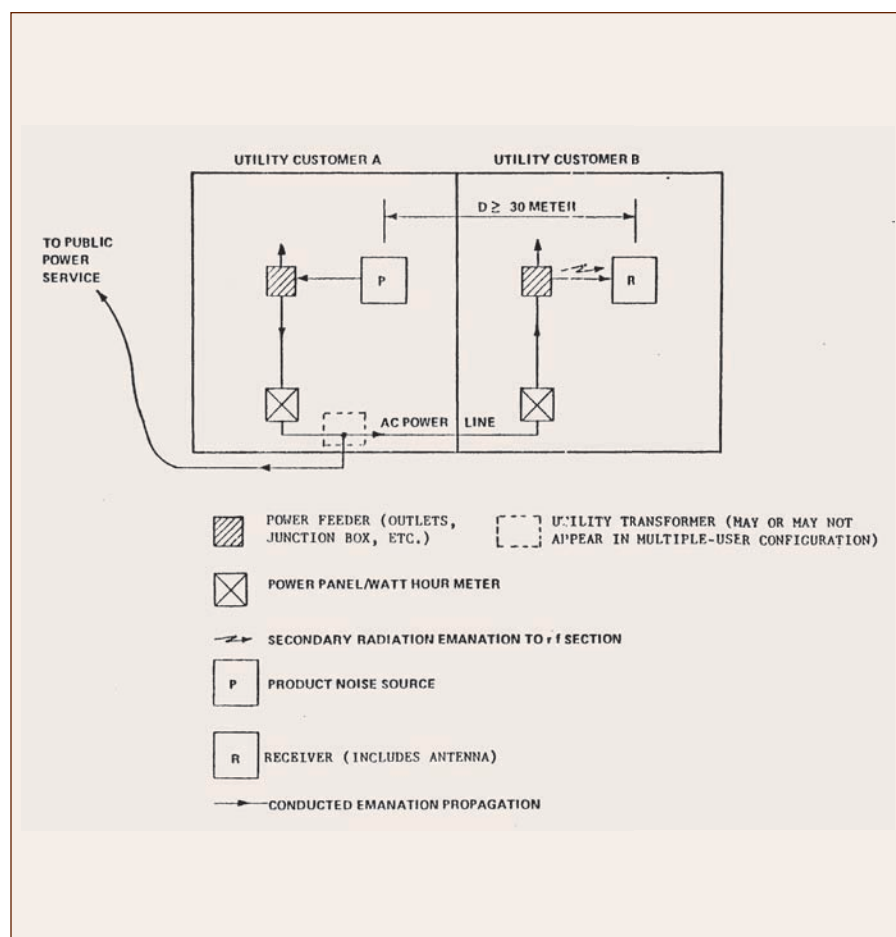 UTILITY CUSTOMER A
UTILITY CUSTOMER B
D ≥ 30 METER
TO PUBLIC
POWER
SERVICE
P
R
AC POWER LINE
POWER FEEDER (OUTLETS,
JUNCTION BOX, ETC.)
UTILITY TRANSFORMER (MAY OR MAY NOT
APPEAR IN MULTIPLE-USER CONFIGURATION)
POWER PANEL/WATT HOUR METER
SECONDARY RADIATION EMANATION TO rf SECTION
P
PRODUCT NOISE SOURCE
R
RECEIVER (INCLUDES ANTENNA)
CONDUCTED EMANATION PROPAGATION